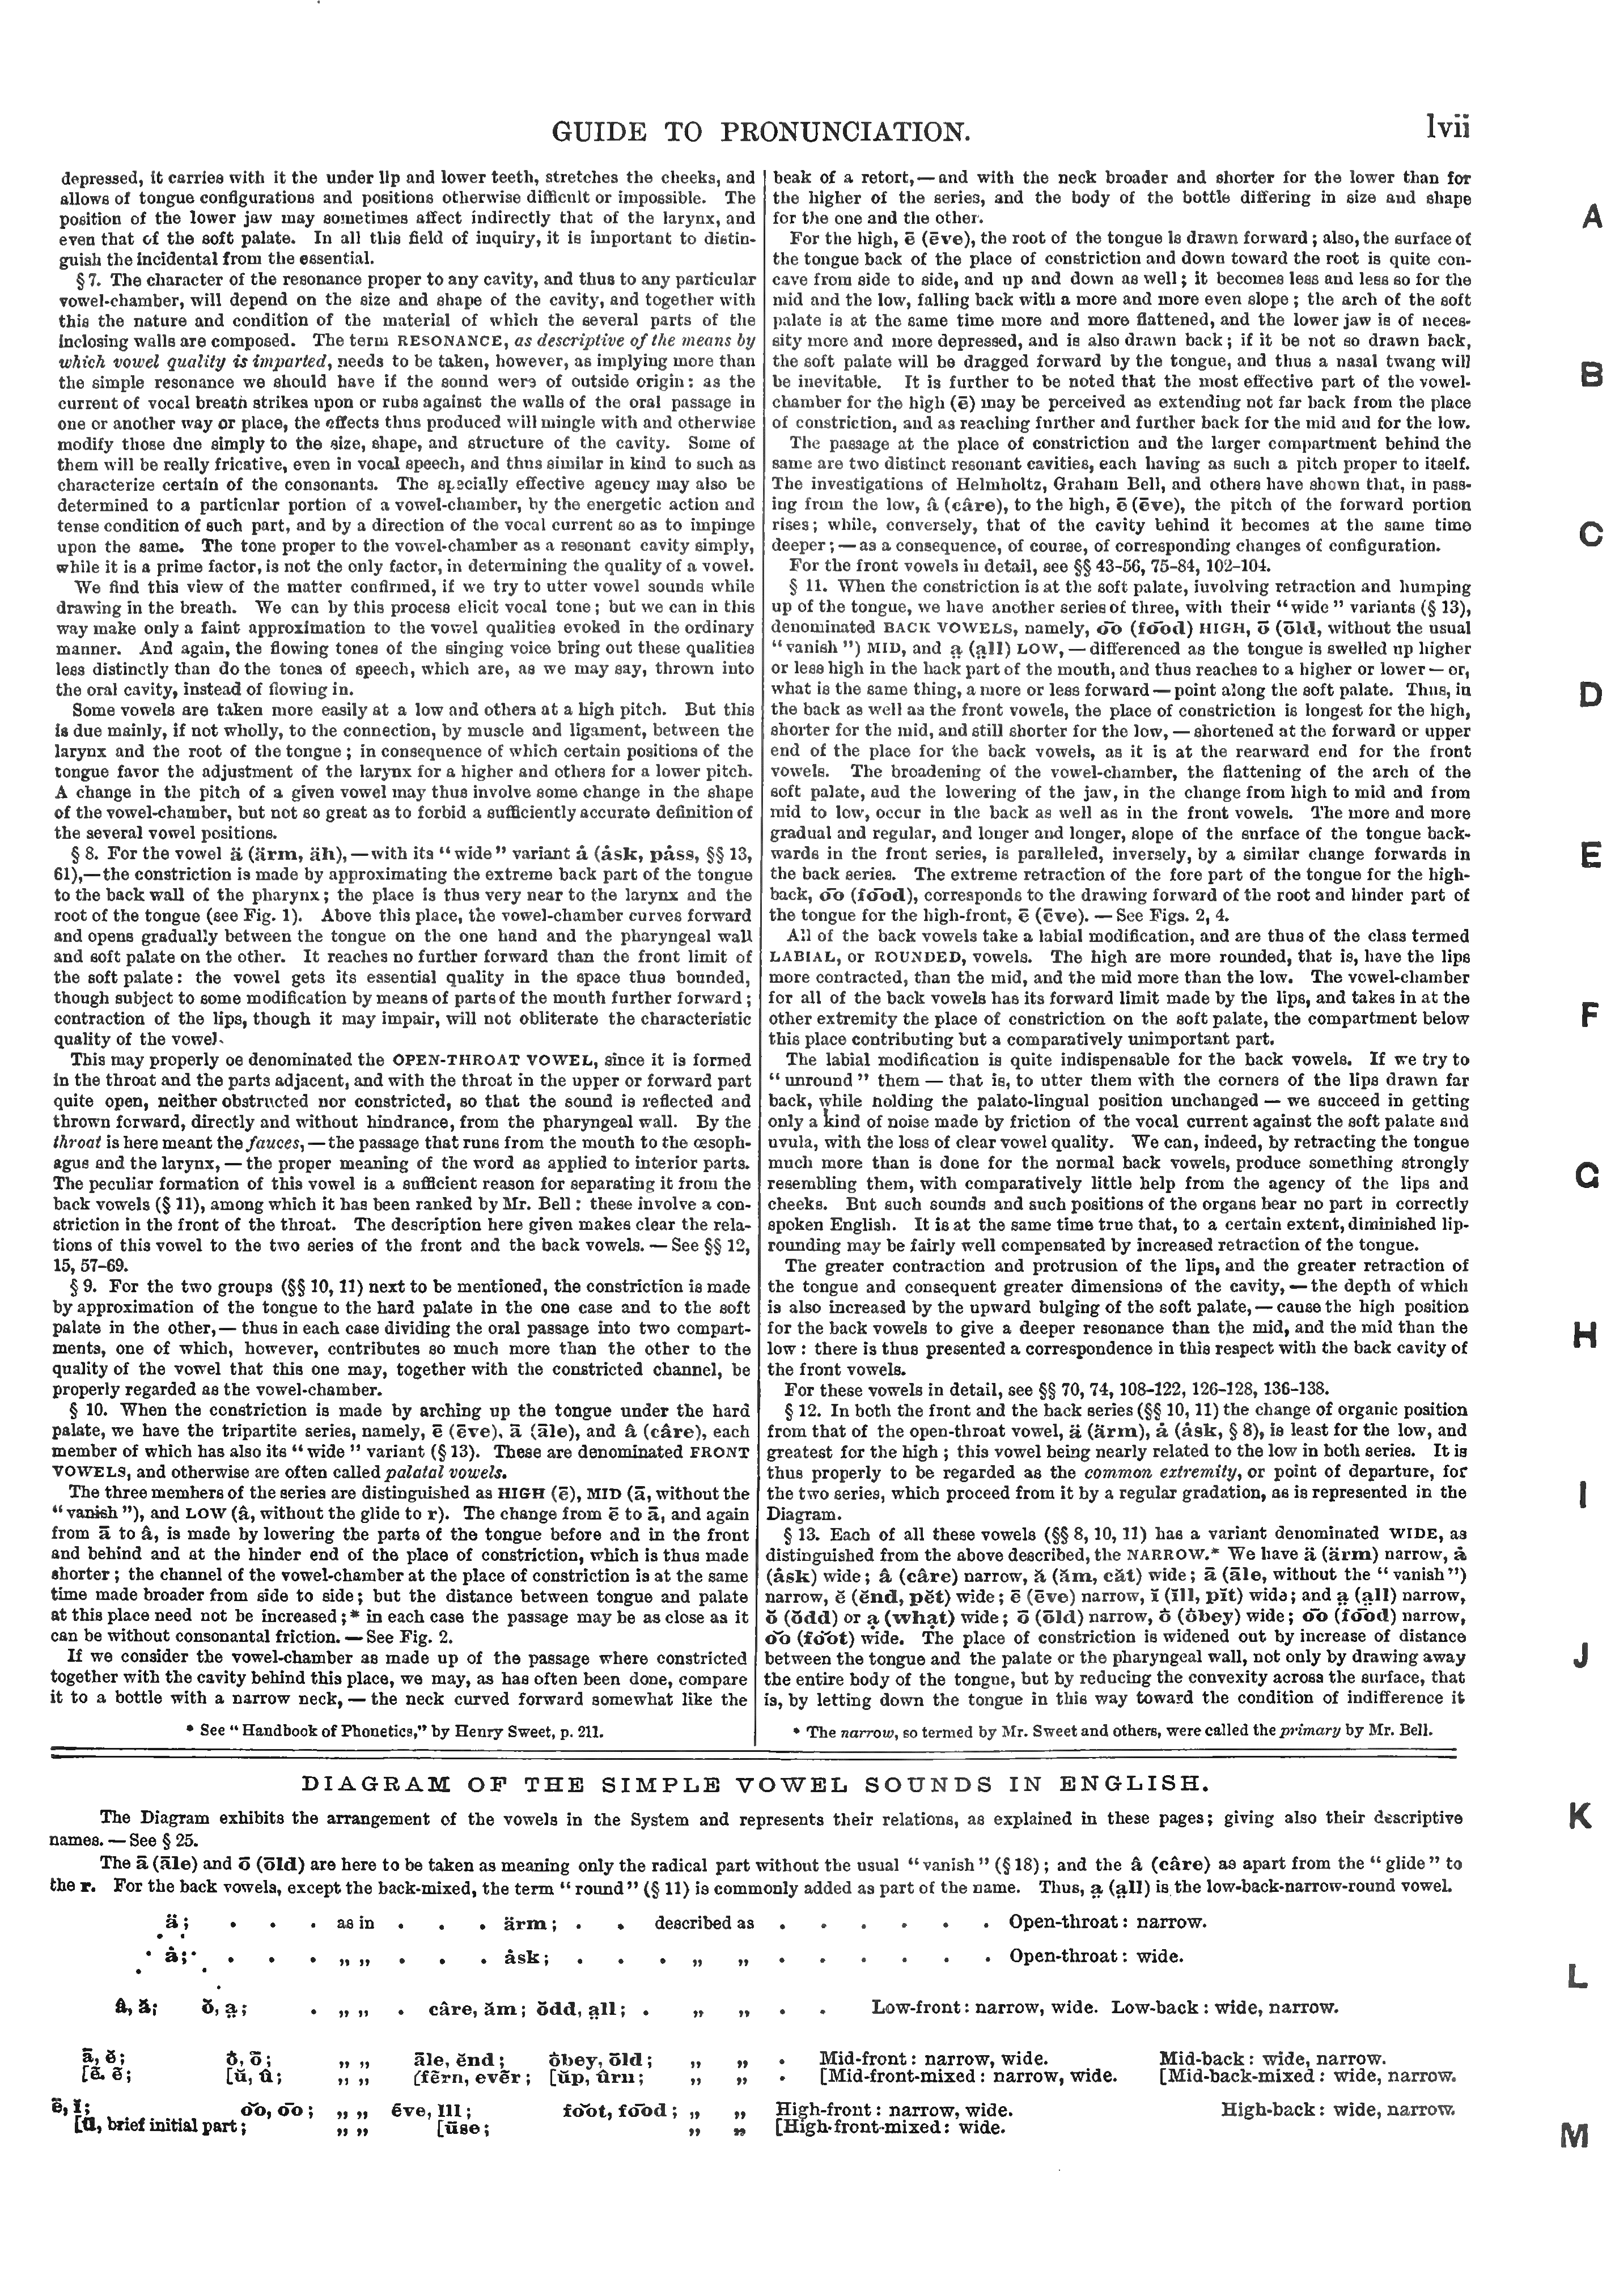 GUIDE TO PRONUNCIATION.
lvii
depressed, it carries with it the under lip and lower teeth, stretches the cheeks, and
allows of tongue configurations and positions otherwise difficult or impossible. The
position of the lower jaw may sometimes affect indirectly that of the larynx, and
even that of the soft palate. In all this field of inquiry, it is important to distin-
guish the incidental from the essential.
§ 7. The character of the resonance proper to any cavity, and thus to any particular
vowel-chamber, will depend on the size and shape of the cavity, and together with
this the nature and condition of the material of which the several parts of the
inclosing walls are composed. The term RESONANCE, as descriptive of the means by
which vowel quality is imparted, needs to be taken, however, as implying more than
the simple resonance we should have if the sound were of outside origin: as the
current of vocal breath strikes upon or rubs against the walls of the oral passage in
one or another way or place, the effects thus produced will mingle with and otherwise
modify those due simply to the size, shape, and structure of the cavity. Some of
them will be really fricative, even in vocal speech, and thus similar in kind to such as
characterize certain of the consonants. The specially effective agency may also be
determined to a particular portion of a vowel-chamber, by the energetic action and
tense condition of such part, and by a direction of the vocal current so as to impinge
upon the same. The tone proper to the vowel-chamber as a resonant cavity simply,
while it is a prime factor, is not the only factor, in determining the quality of a vowel.
We find this view of the matter confirmed, if we try to utter vowel sounds while
drawing in the breath. We can by this process elicit vocal tone; but we can in this
way make only a faint approximation to the vowel qualities evoked in the ordinary
manner. And again, the flowing tones of the singing voice bring out these qualities
less distinctly than do the tones of speech, which are, as we may say, thrown into
the oral cavity, instead of flowing in.
Some vowels are taken more easily at a low and others at a high pitch. But this
is due mainly, if not wholly, to the connection, by muscle and ligament, between the
larynx and the root of the tongue; in consequence of which certain positions of the
tongue favor the adjustment of the larynx for a higher and others for a lower pitch.
A change in the pitch of a given vowel may thus involve some change in the shape
of the vowel-chamber, but not so great as to forbid a sufficiently accurate definition of
the several vowel positions.
§ 8. For the vowel ä (ärm, äh), — with its "wide" variant ȧ (ȧsk, pȧss, §§ 13,
61), — the constriction is made by approximating the extreme back part of the tongue
to the back wall of the pharynx; the place is thus very near to the larynx and the
root of the tongue (see Fig. 1). Above this place, the vowel-chamber curves forward
and opens gradually between the tongue on the one hand and the pharyngeal wall
and soft palate on the other. It reaches no further forward than the front limit of
the soft palate: the vowel gets its essential quality in the space thus bounded,
though subject to some modification by means of parts of the mouth further forward;
contraction of the lips, though it may impair, will not obliterate the characteristic
quality of the vowel.
This may properly be denominated the OPEN-THROAT VOWEL, since it is formed
in the throat and the parts adjacent, and with the throat in the upper or forward part
quite open, neither obstructed nor constricted, so that the sound is reflected and
thrown forward, directly and without hindrance, from the pharyngeal wall. By the
throat is here meant the fauces, — the passage that runs from the mouth to the œsoph-
agus and the larynx, — the proper meaning of the word as applied to interior parts.
The peculiar formation of this vowel is a sufficient reason for separating it from the
back vowels (§ 11), among which it has been ranked by Mr. Bell: these involve a con-
striction in the front of the throat. The description here given makes clear the rela-
tions of this vowel to the two series of the front and the back vowels. — See §§ 12,
15, 57–69.
§ 9. For the two groups (§§ 10, 11) next to be mentioned, the constriction is made
by approximation of the tongue to the hard palate in the one case and to the soft
palate in the other, — thus in each case dividing the oral passage into two compart-
ments, one of which, however, contributes so much more than the other to the
quality of the vowel that this one may, together with the constricted channel, be
properly regarded as the vowel-chamber.
§ 10. When the constriction is made by arching up the tongue under the hard
palate, we have the tripartite series, namely, ē (ēve), ā (āle), and â (câre), each
member of which has also its "wide" variant (§ 13). These are denominated FRONT
VOWELS, and otherwise are often called palatal vowels.
The three members of the series are distinguished as HIGH (ē), MID (ā, without the
"vanish"), and LOW (â, without the glide to r). The change from ē to ā, and again
from ā to â, is made by lowering the parts of the tongue before and in the front
and behind and at the hinder end of the place of constriction, which is thus made
shorter; the channel of the vowel-chamber at the place of constriction is at the same
time made broader from side to side; but the distance between tongue and palate
at this place need not be increased;* in each case the passage may be as close as it
can be without consonantal friction. — See Fig. 2.
If we consider the vowel-chamber as made up of the passage where constricted
together with the cavity behind this place, we may, as has often been done, compare
it to a bottle with a narrow neck, — the neck curved forward somewhat like the
* See "Handbook of Phonetics," by Henry Sweet, p. 211.
beak of a retort, — and with the neck broader and shorter for the lower than for
the higher of the series, and the body of the bottle differing in size and shape
for the one and the other.
For the high, ē (ēve), the root of the tongue is drawn forward; also, the surface of
the tongue back of the place of constriction and down toward the root is quite con-
cave from side to side, and up and down as well; it becomes less and less so for the
mid and the low, falling back with a more and more even slope; the arch of the soft
palate is at the same time more and more flattened, and the lower jaw is of neces-
sity more and more depressed, and is also drawn back; if it be not so drawn back,
the soft palate will be dragged forward by the tongue, and thus a nasal twang will
be inevitable. It is further to be noted that the most effective part of the vowel-
chamber for the high (ē) may be perceived as extending not far back from the place
of constriction, and as reaching further and further back for the mid and for the low.
The passage at the place of constriction and the larger compartment behind the
same are two distinct resonant cavities, each having as such a pitch proper to itself.
The investigations of Helmholtz, Graham Bell, and others have shown that, in pass-
ing from the low, â (câre), to the high, ē (ēve), the pitch of the forward portion
rises; while, conversely, that of the cavity behind it becomes at the same time
deeper; — as a consequence, of course, of corresponding changes of configuration.
For the front vowels in detail, see §§ 43–56, 75–84, 102–104.
§ 11. When the constriction is at the soft palate, involving retraction and humping
up of the tongue, we have another series of three, with their "wide" variants (§ 13),
denominated BACK VOWELS, namely, o͞o (fo͞od) HIGH, ō (ōld, without the usual
"vanish") MID, and a̤ (a̤ll) LOW, — differenced as the tongue is swelled up higher
or less high in the back part of the mouth, and thus reaches to a higher or lower — or,
what is the same thing, a more or less forward — point along the soft palate. Thus, in
the back as well as the front vowels, the place of constriction is longest for the high,
shorter for the mid, and still shorter for the low, — shortened at the forward or upper
end of the place for the back vowels, as it is at the rearward end for the front
vowels. The broadening of the vowel-chamber, the flattening of the arch of the
soft palate, and the lowering of the jaw, in the change from high to mid and from
mid to low, occur in the back as well as in the front vowels. The more and more
gradual and regular, and longer and longer, slope of the surface of the tongue back-
wards in the front series, is paralleled, inversely, by a similar change forwards in
the back series. The extreme retraction of the fore part of the tongue for the high-
back, o͞o (fo͞od), corresponds to the drawing forward of the root and hinder part of
the tongue for the high-front, ē (ēve). — See Figs. 2, 4.
All of the back vowels take a labial modification, and are thus of the class termed
LABIAL, or ROUNDED, vowels. The high are more rounded, that is, have the lips
more contracted, than the mid, and the mid more than the low. The vowel-chamber
for all of the back vowels has its forward limit made by the lips, and takes in at the
other extremity the place of constriction on the soft palate, the compartment below
this place contributing but a comparatively unimportant part.
The labial modification is quite indispensable for the back vowels. If we try to
"unround" them — that is, to utter them with the corners of the lips drawn far
back, while holding the palato-lingual position unchanged — we succeed in getting
only a kind of noise made by friction of the vocal current against the soft palate and
uvula, with the loss of clear vowel quality. We can, indeed, by retracting the tongue
much more than is done for the normal back vowels, produce something strongly
resembling them, with comparatively little help from the agency of the lips and
cheeks. But such sounds and such positions of the organs bear no part in correctly
spoken English. It is at the same time true that, to a certain extent, diminished lip-
rounding may be fairly well compensated by increased retraction of the tongue.
The greater contraction and protrusion of the lips, and the greater retraction of
the tongue and consequent greater dimensions of the cavity, — the depth of which
is also increased by the upward bulging of the soft palate, — cause the high position
for the back vowels to give a deeper resonance than the mid, and the mid than the
low: there is thus presented a correspondence in this respect with the back cavity of
the front vowels.
For these vowels in detail, see §§ 70, 74, 108–122, 126–128, 136–138.
§ 12. In both the front and the back series (§§ 10, 11) the change of organic position
from that of the open-throat vowel, ä (ärm), ȧ (ȧsk, § 8), is least for the low, and
greatest for the high; this vowel being nearly related to the low in both series. It is
thus properly to be regarded as the common extremity, or point of departure, for
the two series, which proceed from it by a regular gradation, as is represented in the
Diagram.
§ 13. Each of all these vowels (§§ 8, 10, 11) has a variant denominated WIDE, as
distinguished from the above described, the NARROW.* We have ä (ärm) narrow, ȧ
(ȧsk) wide; â (câre) narrow, ă (ăm, căt) wide; ā (āle, without the "vanish")
narrow, ĕ (ĕnd, pĕt) wide; ē (ēve) narrow, ĭ (ĭll, pĭt) wide; and a̤ (a̤ll) narrow,
ŏ (ŏdd) or ạ (whạt) wide; ō (ōld) narrow, ȯ (ȯbey) wide; o͞o (fo͞od) narrow,
o͝o (fo͝ot) wide. The place of constriction is widened out by increase of distance
between the tongue and the palate or the pharyngeal wall, not only by drawing away
the entire body of the tongue, but by reducing the convexity across the surface, that
is, by letting down the tongue in this way toward the condition of indifference it
* The narrow, so termed by Mr. Sweet and others, were called the primary by Mr. Bell.
DIAGRAM OF THE SIMPLE VOWEL SOUNDS IN ENGLISH.
The Diagram exhibits the arrangement of the vowels in the System and represents their relations, as explained in these pages; giving also their descriptive
names. — See § 25.
The ā (āle) and ō (ōld) are here to be taken as meaning only the radical part without the usual "vanish" (§ 18); and the â (câre) as apart from the "glide" to
the r. For the back vowels, except the back-mixed, the term "round" (§ 11) is commonly added as part of the name. Thus, a̤ (a̤ll) is the low-back-narrow-round vowel.
ä; . . . as in . . . ärm; . . described as . . . . . . Open-throat: narrow.
ȧ; . . . „ „ . . . ȧsk; . . . „ „ . . . . . . Open-throat: wide.
â, ă; ŏ, a̤; . „ „ . câre, ăm; ŏdd, a̤ll; . „ „ . . Low-front: narrow, wide. Low-back: wide, narrow.
ā, ĕ; ȯ, ō; „ „ āle, ĕnd; ȯbey, ōld; „ „ . Mid-front: narrow, wide. Mid-back: wide, narrow.
[ẽ, ẽ; [ŭ, û; „ „ (fẽrn, evẽr; [ŭp, ûrn; „ „ . [Mid-front-mixed: narrow, wide. [Mid-back-mixed: wide, narrow.
ē, ĭ; o͝o, o͞o; „ „ ēve, ĭll; fo͝ot, fo͞od; „ „ High-front: narrow, wide. High-back: wide, narrow.
[ū, brief initial part; „ „ [ūse; „ „ [High-front-mixed: wide.
A
B
C
D
E
F
G
H
I
J
K
L
M